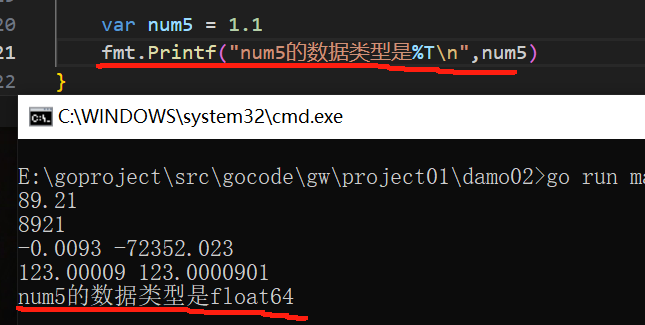 20 var num5 = 1.1
21 fmt.Printf("num5的数据类型是%T\n",num5)
22 }
C:\WINDOWS\system32\cmd.exe
E:\goproject\src\gocode\gw\project01\damo02>go run ma
89.21
8921
-0.0093 -72352.023
123.00009 123.0000901
num5的数据类型是float64